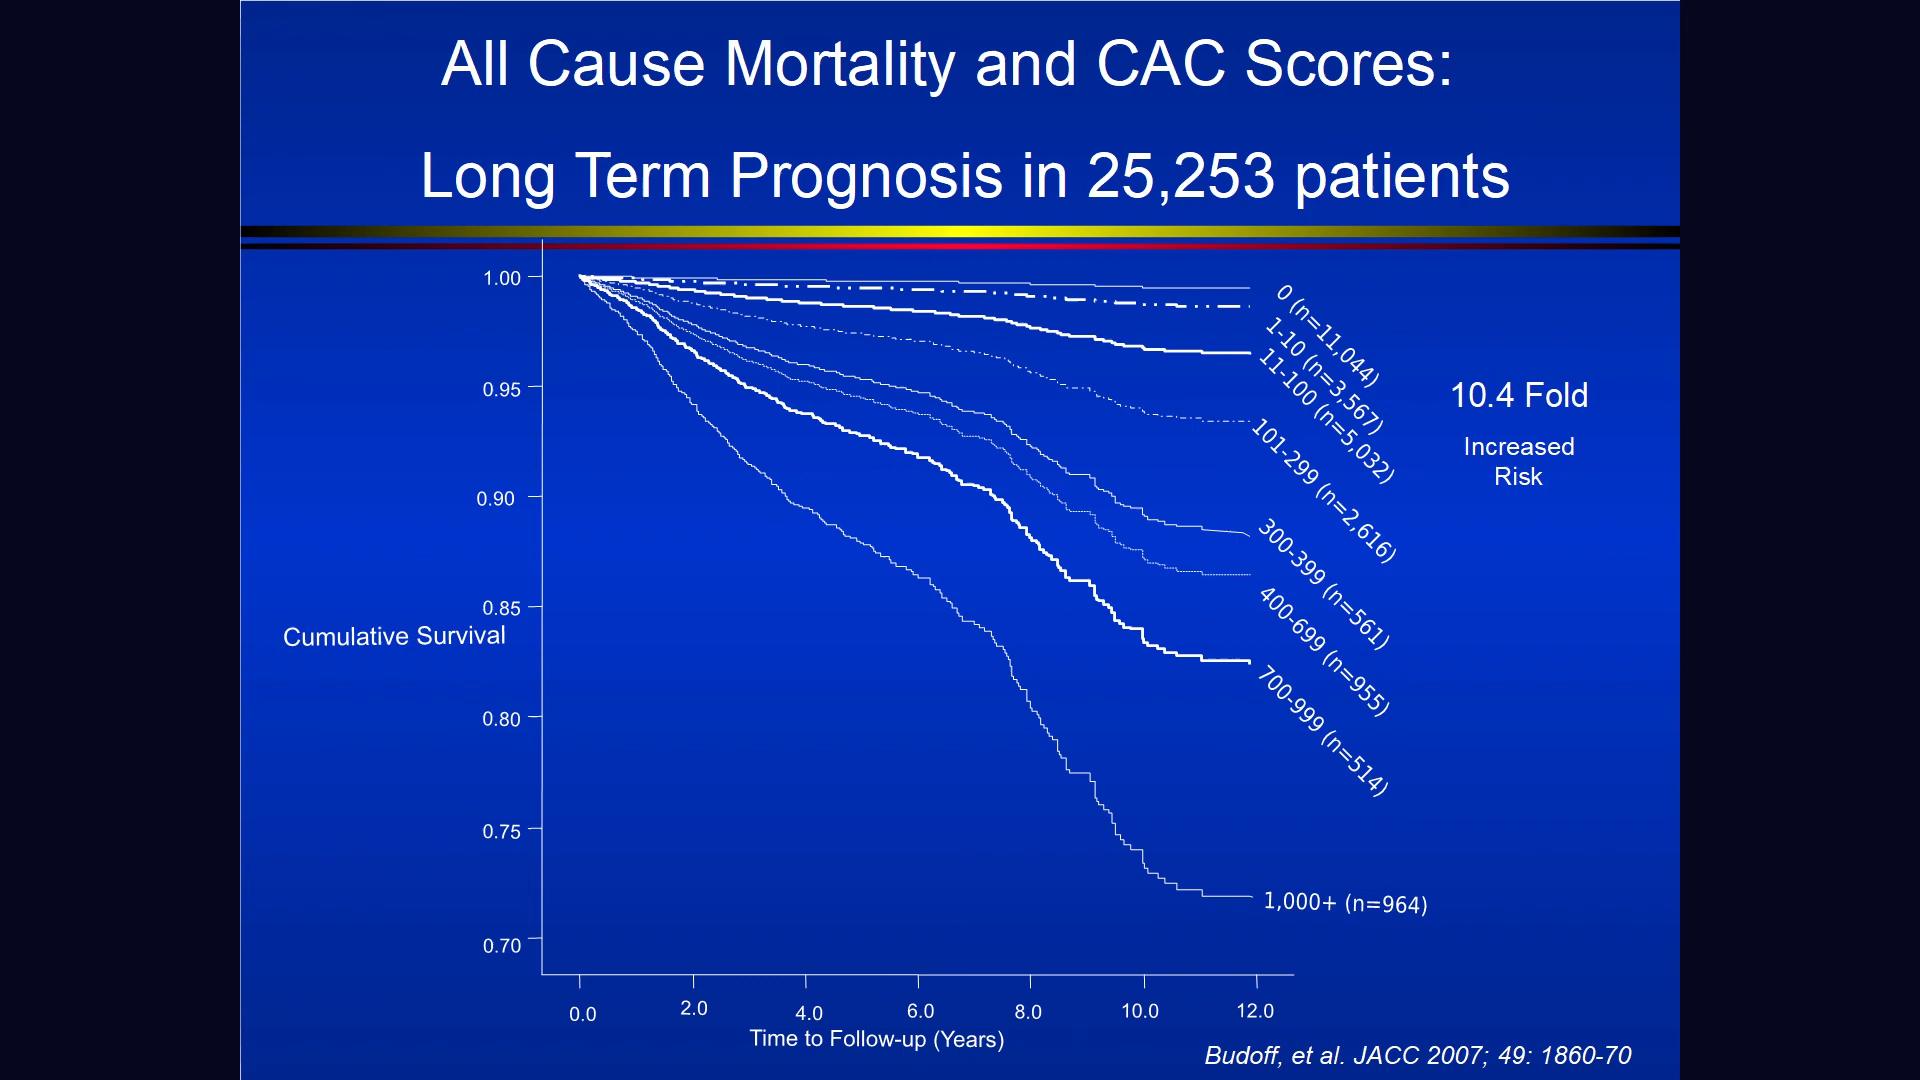 All Cause Mortality and CAC Scores:
Long Term Prognosis in 25,253 patients
1.00
0.95
0.90
0.85
0.80
0.75
0.70
Cumulative Survival
0 (n=11,044)
1-10 (n=3,567)
11-100 (n=5,032)
101-299 (n=2,616)
300-399 (n=561)
400-699 (n=955)
700-999 (n=514)
1,000+ (n=964)
10.4 Fold
Increased
Risk
0.0 2.0 4.0 6.0 8.0 10.0 12.0
Time to Follow-up (Years)
Budoff, et al. JACC 2007; 49: 1860-70